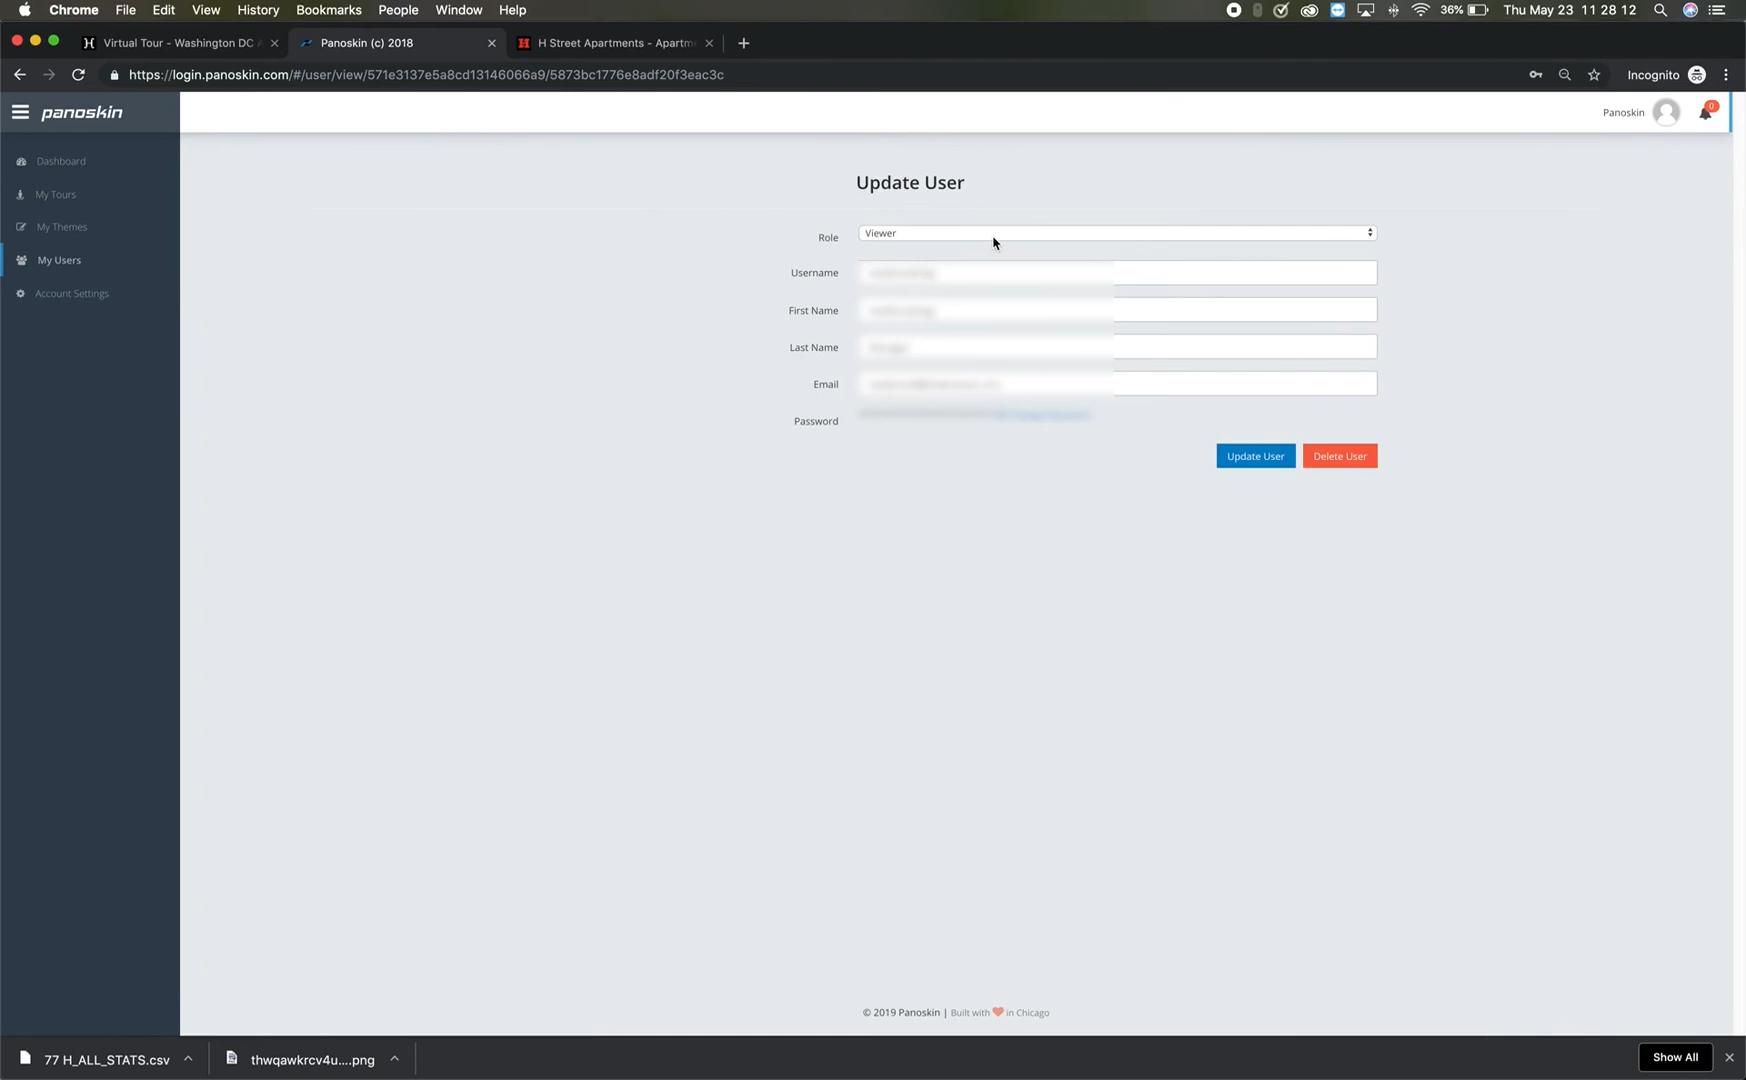 Chrome File Edit View History Bookmarks People Window Help 36% Thu May 23 11 28 12
Virtual Tour - Washington DC A Panoskin (c) 2018 H Street Apartments - Apartm
https://login.panoskin.com/#/user/view/571e3137e5a8cd13146066a9/5873bc1776e8adf20f3eac3c Incognito
panoskin Panoskin 0
Dashboard
My Tours
My Themes
My Users
Account Settings
Update User
Role Viewer
Username
First Name
Last Name
Email
Password
Update User Delete User
© 2019 Panoskin | Built with in Chicago
77 H_ALL_STATS.csv thwqawkrcv4u....png Show All